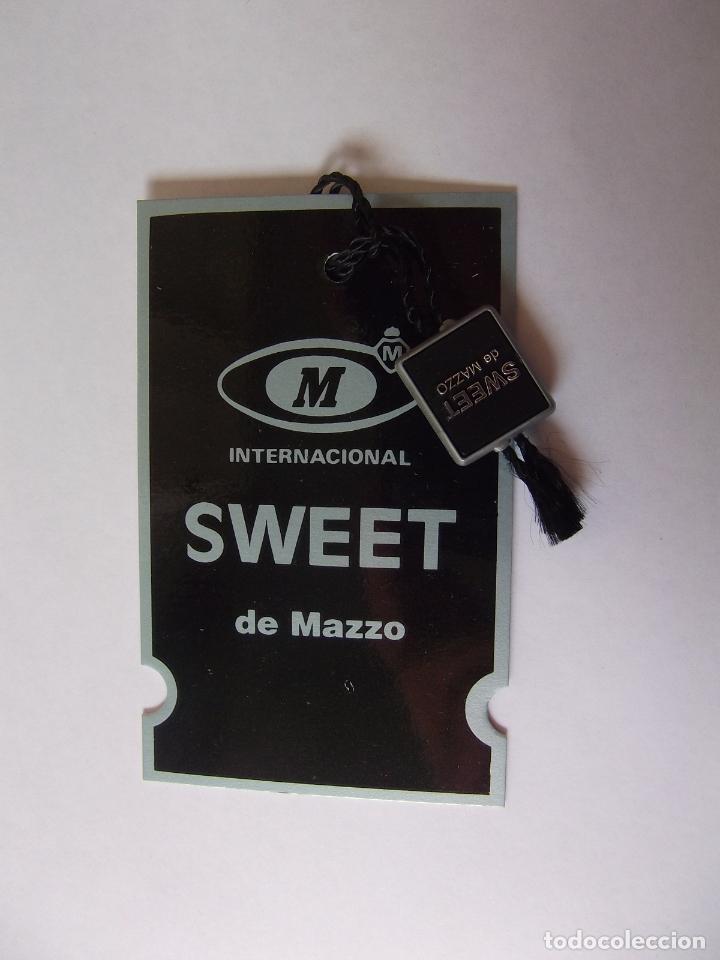 M
M
INTERNACIONAL
SWEET
de MAZZO
SWEET
de Mazzo
todocoleccion